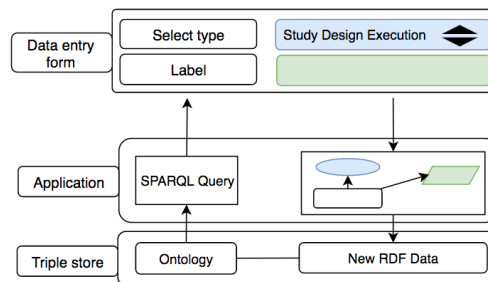 Data entry
form
Select type
Study Design Execution
Label
Application
SPARQL Query
Triple store
Ontology
New RDF Data